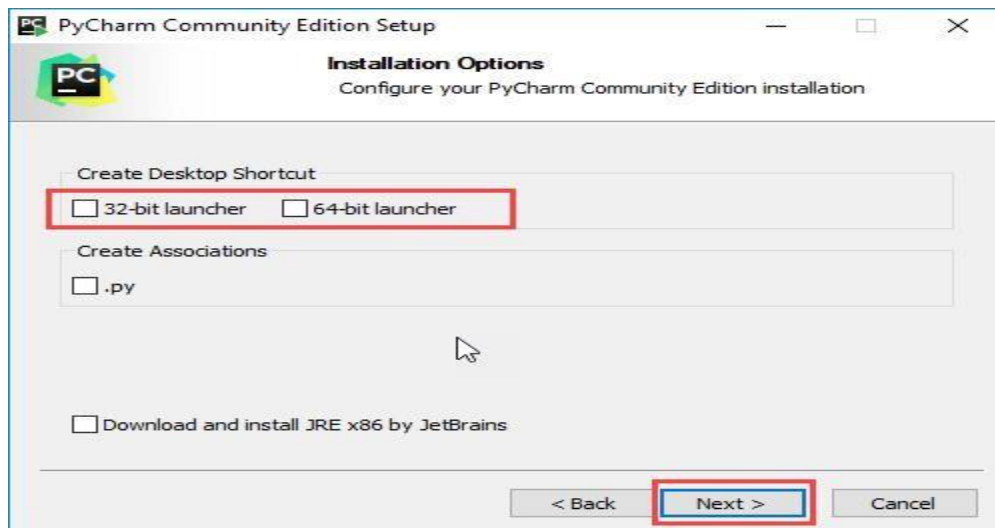 PC PyCharm Community Edition Setup
PC
Installation Options
Configure your PyCharm Community Edition installation
Create Desktop Shortcut
32-bit launcher 64-bit launcher
Create Associations
.py
Download and install JRE x86 by JetBrains
< Back Next > Cancel